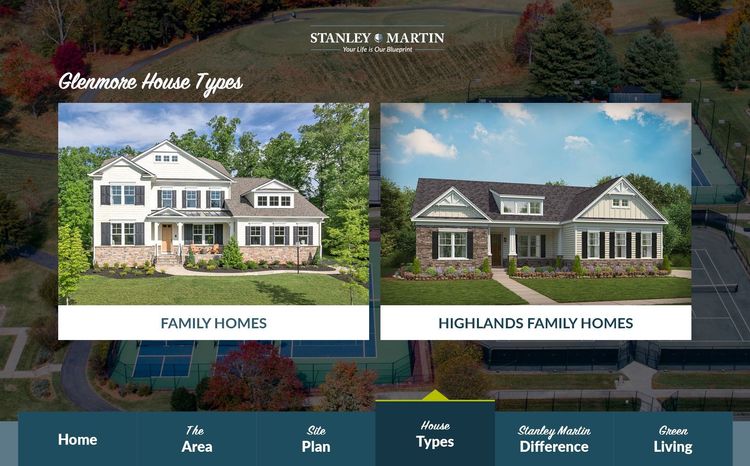 STANLEY MARTIN
Your Life is Our Blueprint
Glenmore House Types
FAMILY HOMES
HIGHLANDS FAMILY HOMES
Home
The
Area
Site
Plan
House
Types
Stanley Martin
Difference
Green
Living